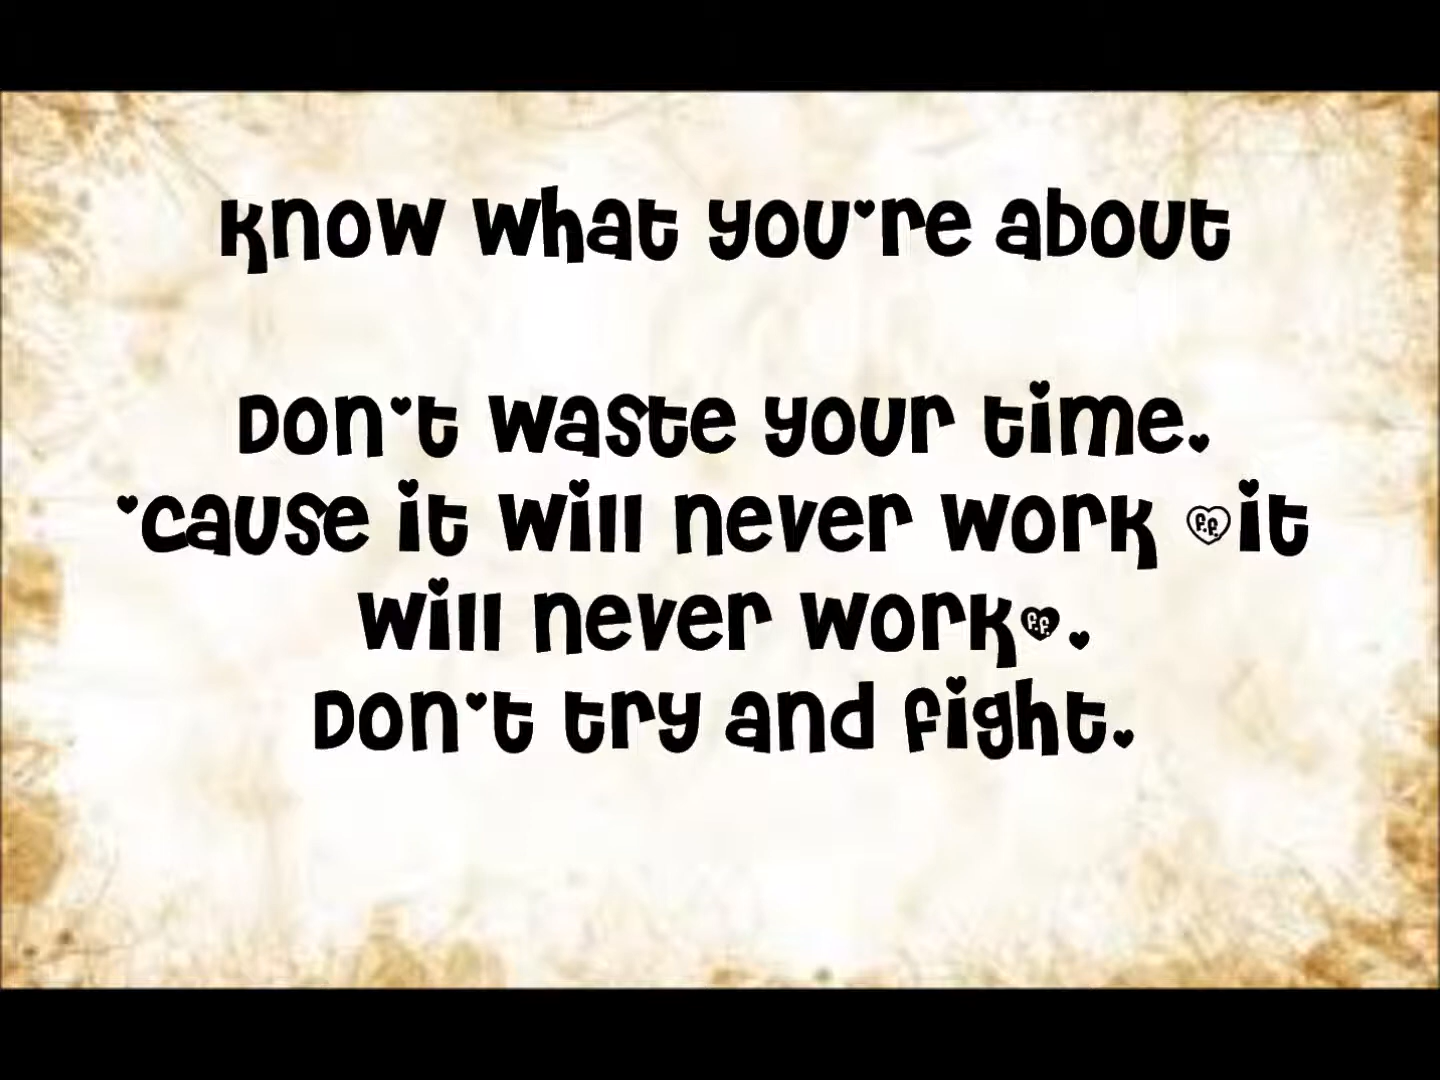 Know what you're about
Don't waste your time.
'cause it will never work it
will never work.
Don't try and fight.